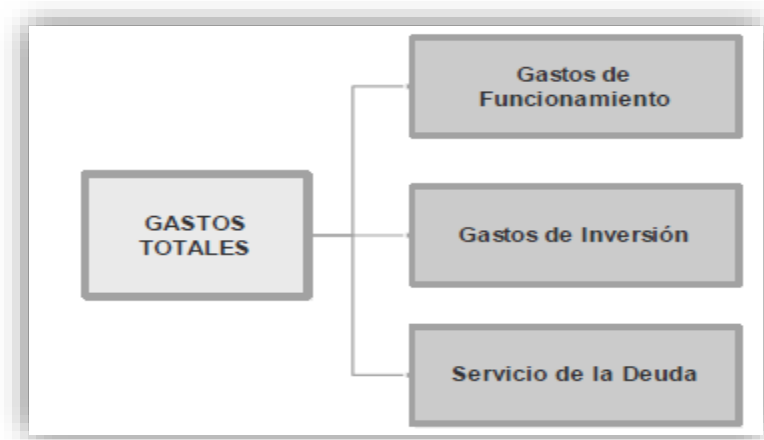 GASTOS
TOTALES
Gastos de
Funcionamiento
Gastos de Inversión
Servicio de la Deuda